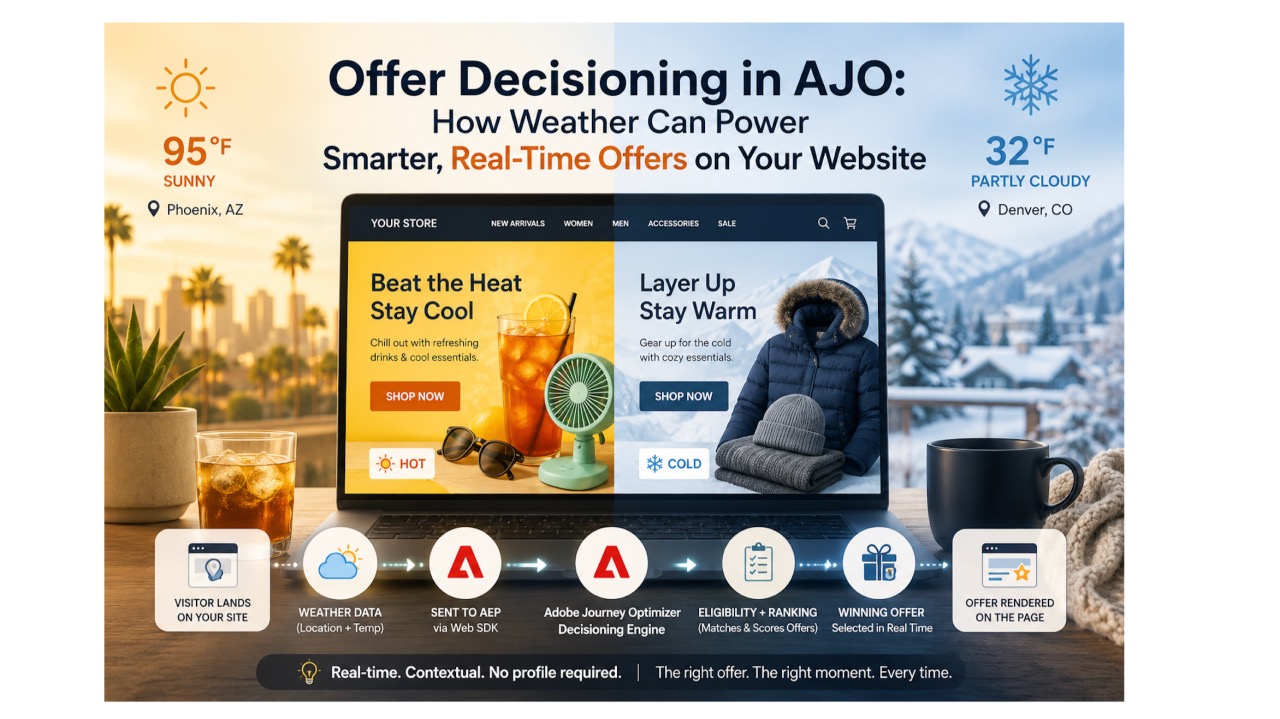 Offer Decisioning in AJO:
How Weather Can Power
Smarter, Real-Time Offers on Your Website
95°F
SUNNY
Phoenix, AZ
32°F
PARTLY CLOUDY
Denver, CO
YOUR STORE
NEW ARRIVALS
WOMEN
MEN
ACCESSORIES
SALE
Beat the Heat
Stay Cool
Chill out with refreshing
drinks & cool essentials.
SHOP NOW
HOT
Layer Up
Stay Warm
Gear up for the cold
with cozy essentials.
SHOP NOW
COLD
VISITOR LANDS
ON YOUR SITE
WEATHER DATA
(Location + Temp)
SENT TO AEP
via Web SDK
Adobe Journey Optimizer
Decisioning Engine
ELIGIBILITY + RANKING
(Matches & Scores Offers)
WINNING OFFER
Selected in Real Time
OFFER RENDERED
ON THE PAGE
Real-time. Contextual. No profile required.
The right offer. The right moment. Every time.